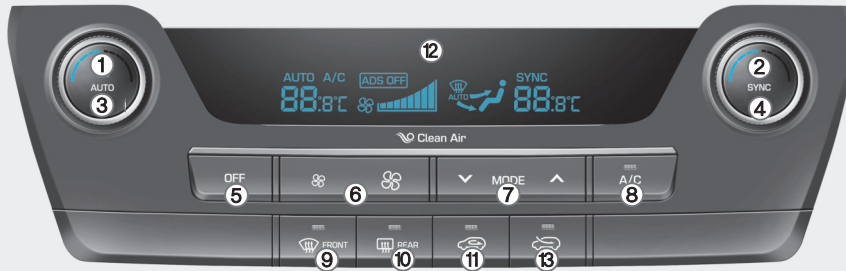 ① ② ⑫
AUTO A/C ADS OFF SYNC
AUTO SYNC
88:8°C AUTO 88:8°C
③ ④
Clean Air
OFF MODE A/C
⑤ ⑥ ⑦ ⑧
FRONT REAR
⑨ ⑩ ⑪ ⑬